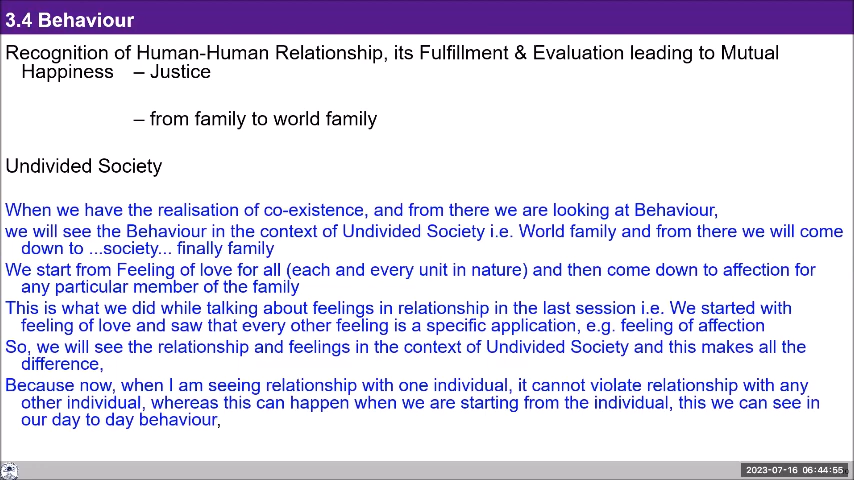 3.4 Behaviour
Recognition of Human-Human Relationship, its Fulfillment & Evaluation leading to Mutual
Happiness – Justice
– from family to world family
Undivided Society
When we have the realisation of co-existence, and from there we are looking at Behaviour,
we will see the Behaviour in the context of Undivided Society i.e. World family and from there we will come
down to ...society... finally family
We start from Feeling of love for all (each and every unit in nature) and then come down to affection for
any particular member of the family
This is what we did while talking about feelings in relationship in the last session i.e. We started with
feeling of love and saw that every other feeling is a specific application, e.g. feeling of affection
So, we will see the relationship and feelings in the context of Undivided Society and this makes all the
difference,
Because now, when I am seeing relationship with one individual, it cannot violate relationship with any
other individual, whereas this can happen when we are starting from the individual, this we can see in
our day to day behaviour,
2023-07-16 06:44:55